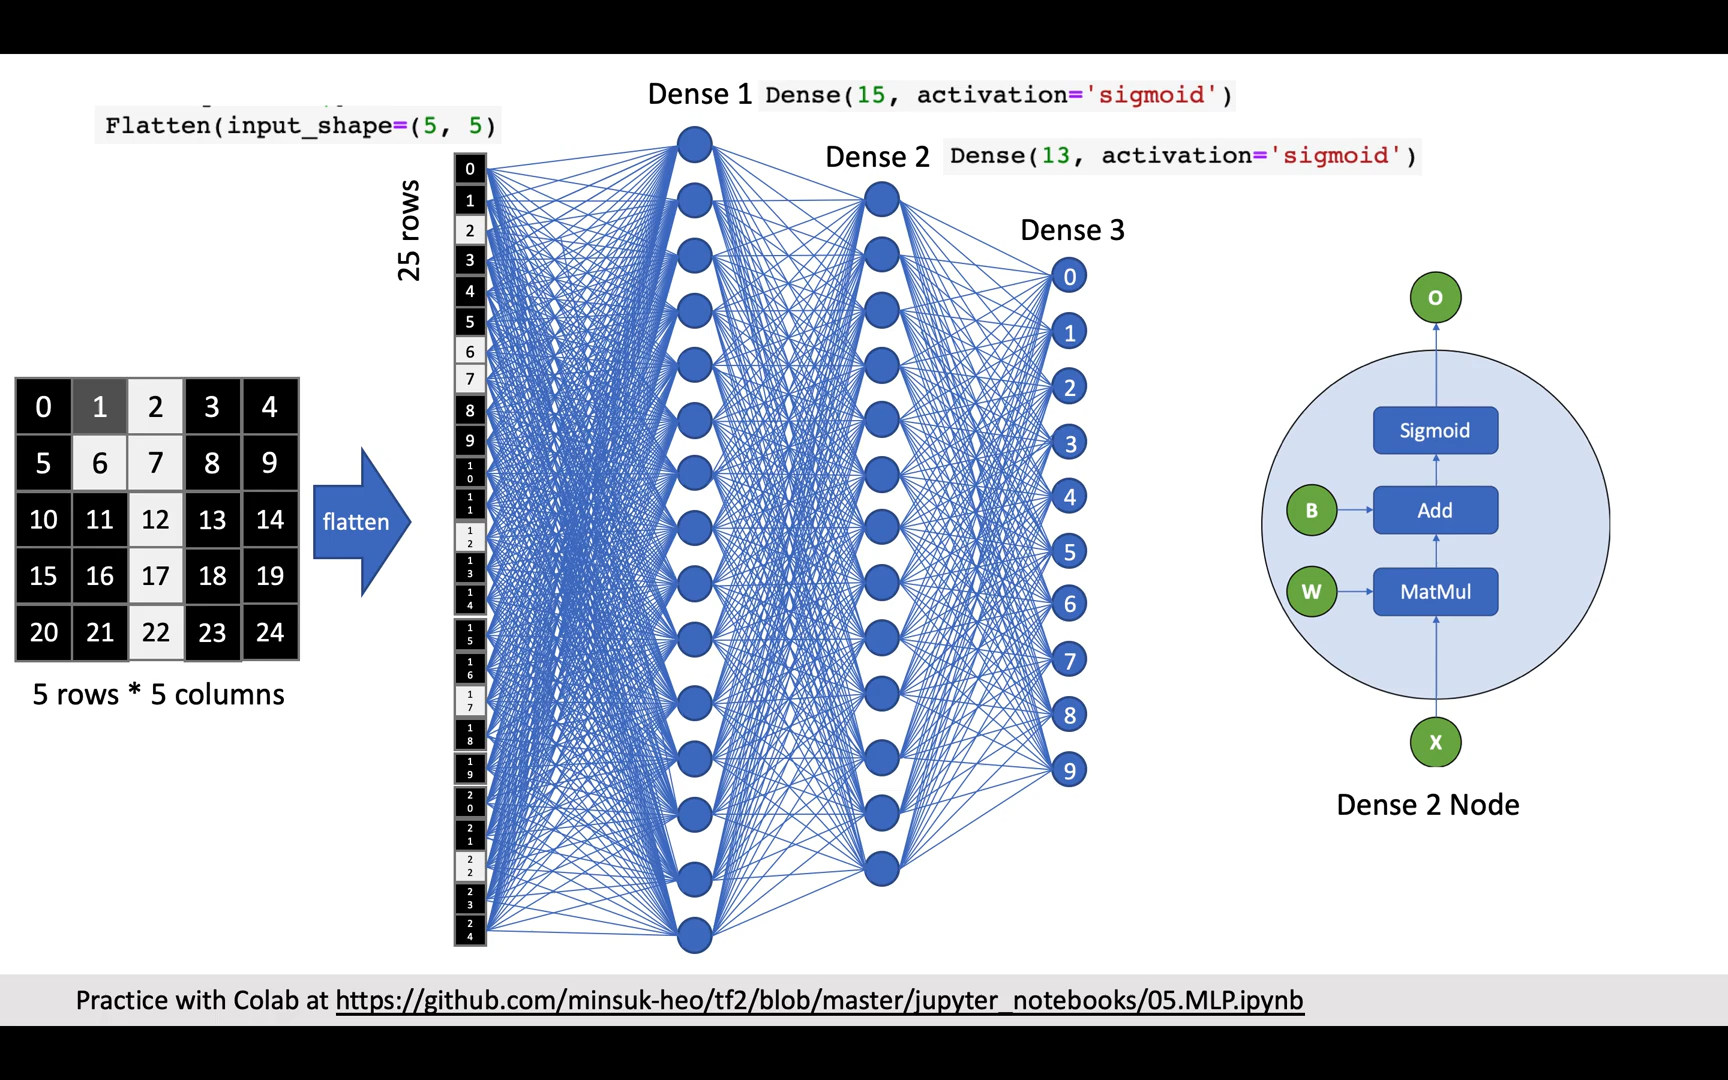 Dense 1 Dense(15, activation='sigmoid')
Flatten(input_shape=(5, 5)
Dense 2 Dense(13, activation='sigmoid')
Dense 3
25 rows
0
1
2
3
4
5
6
7
8
9
10
11
12
13
14
15
16
17
18
19
20
21
22
23
24
0 1 2 3 4
5 6 7 8 9
10 11 12 13 14
15 16 17 18 19
20 21 22 23 24
5 rows * 5 columns
flatten
0
1
2
3
4
5
6
7
8
9
O
Sigmoid
B Add
W MatMul
X
Dense 2 Node
Practice with Colab at https://github.com/minsuk-heo/tf2/blob/master/jupyter_notebooks/05.MLP.ipynb